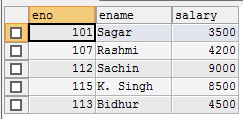 eno ename salary
101 Sagar 3500
107 Rashmi 4200
112 Sachin 9000
115 K. Singh 8500
113 Bidhur 4500